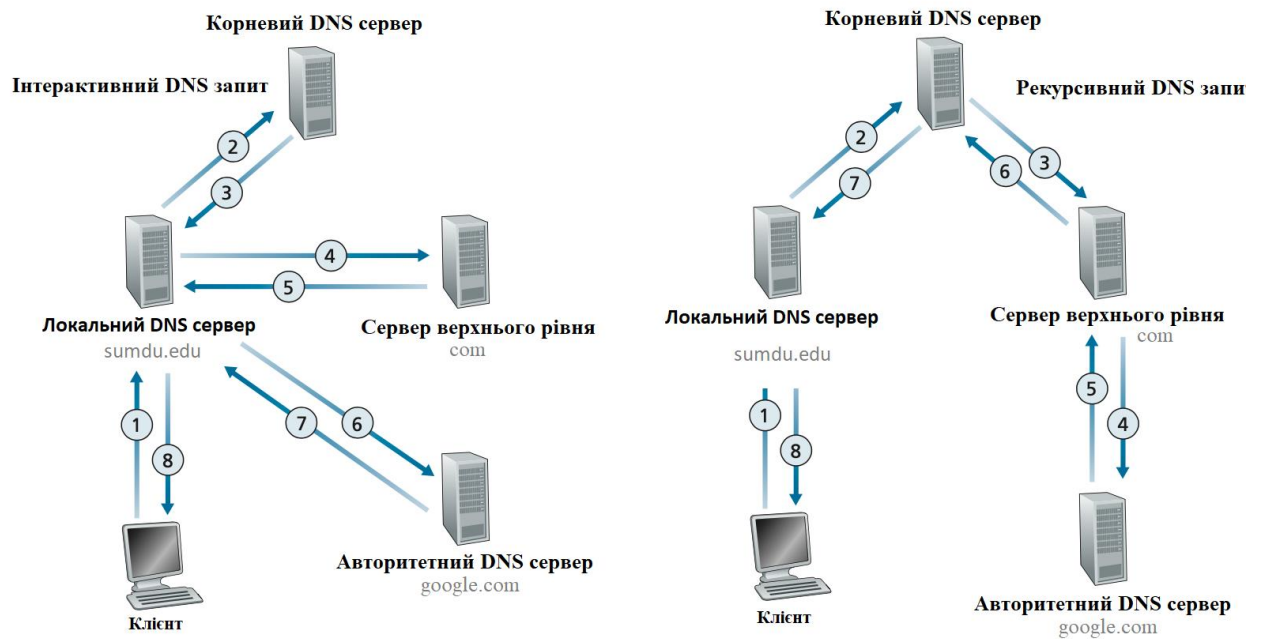 Корневий DNS сервер
Інтерактивний DNS запит
2
3
4
5
Локальний DNS сервер
sumdu.edu
Сервер верхнього рівня
com
1
8
7
6
Авторитетний DNS сервер
google.com
Клієнт
Корневий DNS сервер
Рекурсивний DNS запи
2
7
3
6
Локальний DNS сервер
sumdu.edu
Сервер верхнього рівня
com
1
8
5
4
Авторитетний DNS сервер
google.com
Клієнт